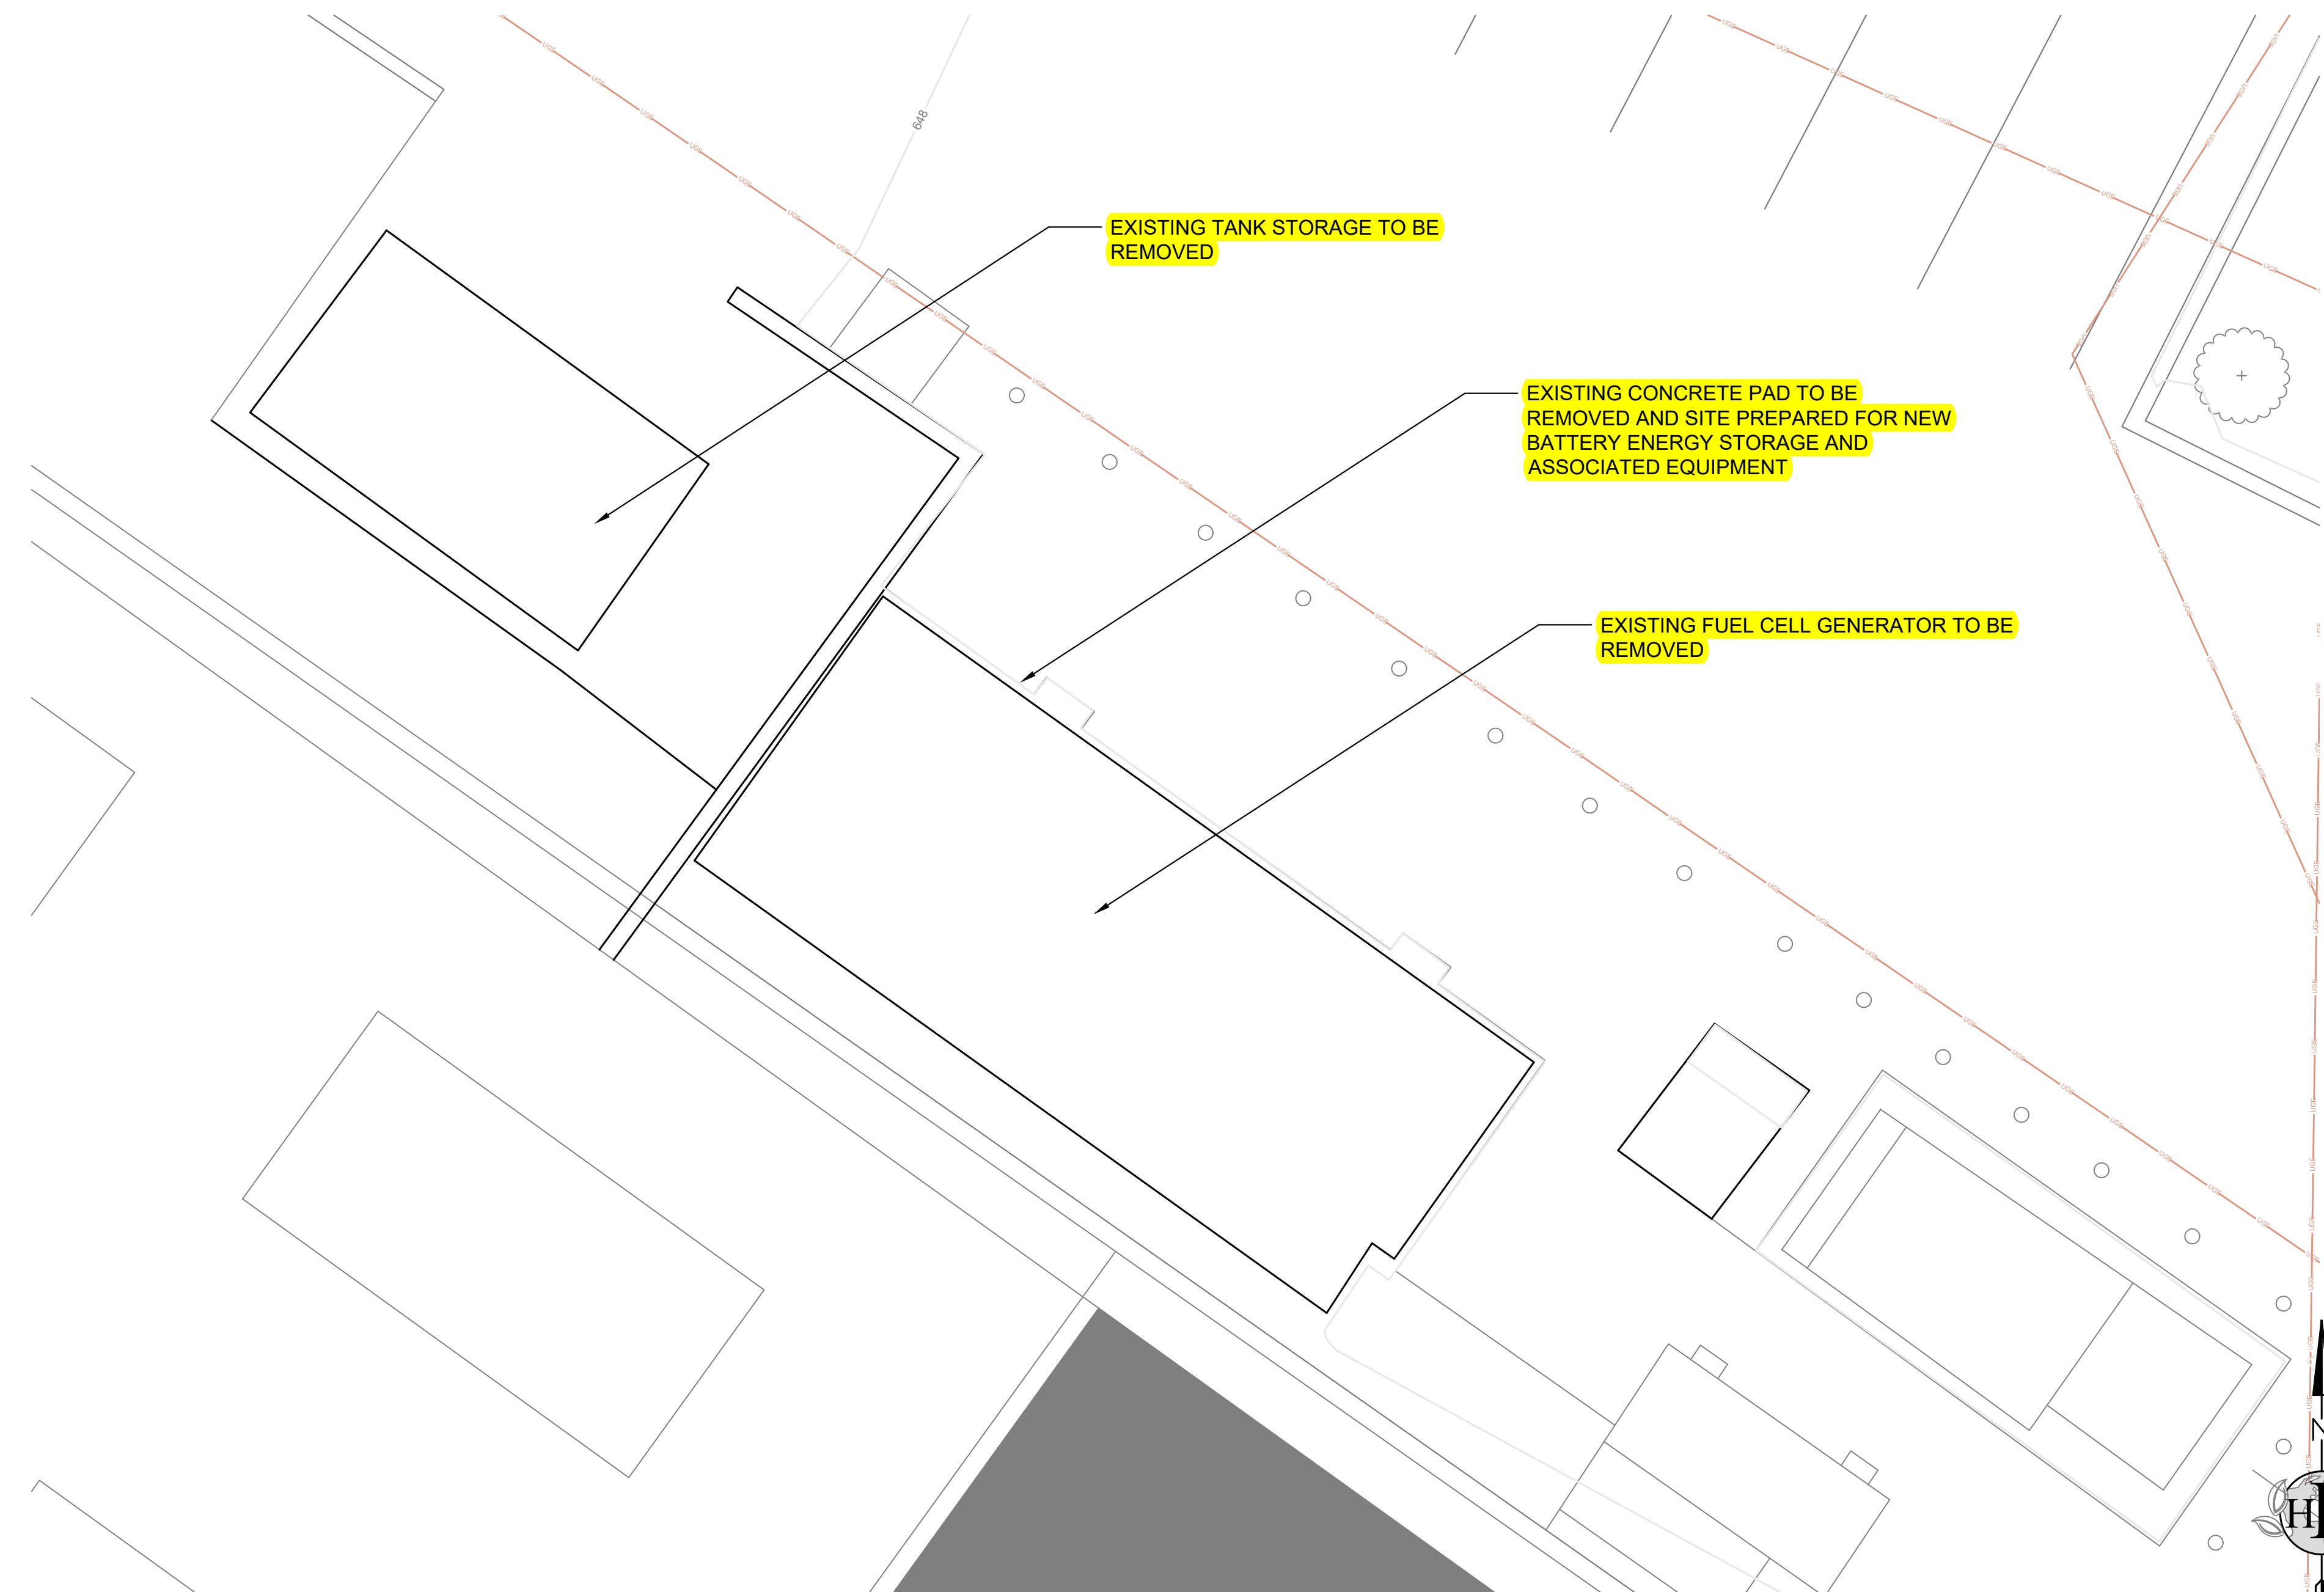 648
EXISTING TANK STORAGE TO BE
REMOVED
EXISTING CONCRETE PAD TO BE
REMOVED AND SITE PREPARED FOR NEW
BATTERY ENERGY STORAGE AND
ASSOCIATED EQUIPMENT
EXISTING FUEL CELL GENERATOR TO BE
REMOVED
UGE
N
H